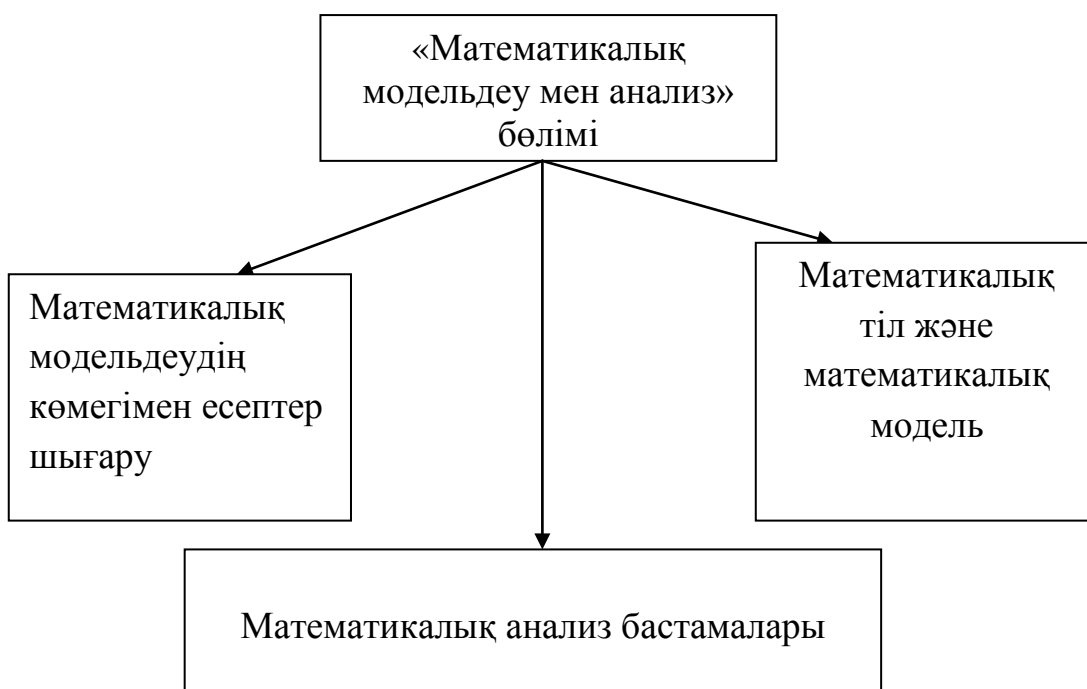 «Математикалық
модельдеу мен анализ»
бөлімі
Математикалық
модельдеудің
көмегімен есептер
шығару
Математикалық
тіл және
математикалық
модель
Математикалық анализ бастамалары